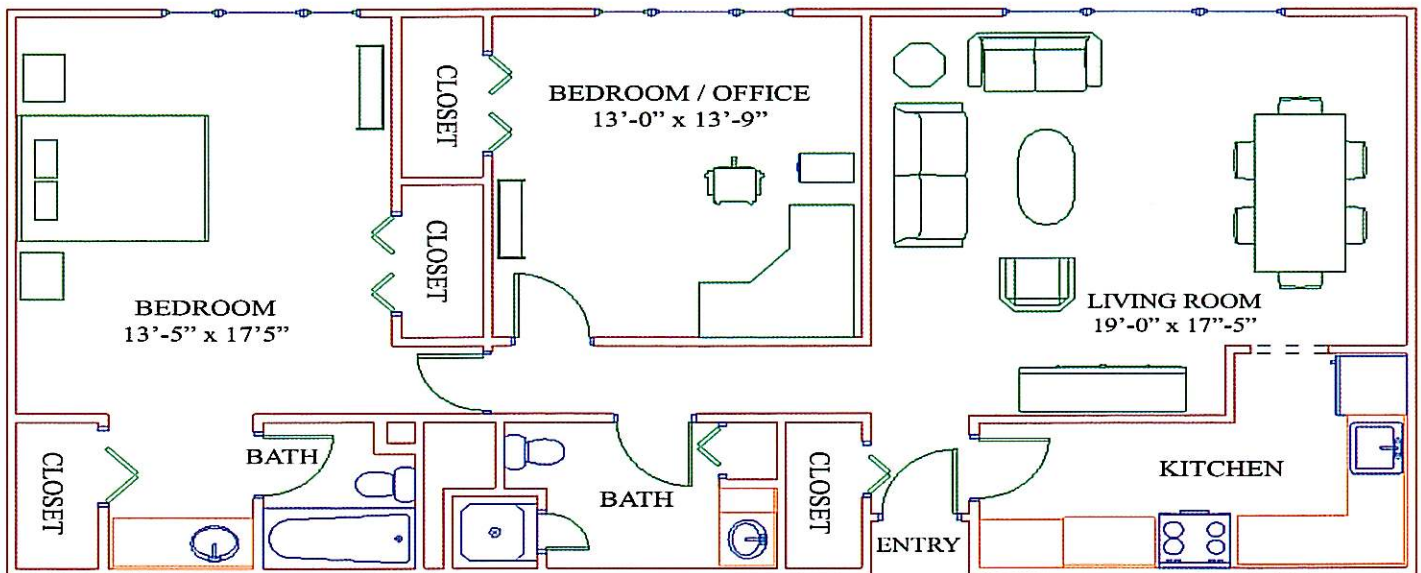 CLOSET
BEDROOM / OFFICE
13’-0” x 13’-9”
CLOSET
BEDROOM
13’-5” x 17’5”
LIVING ROOM
19’-0” x 17”-5”
CLOSET
BATH
BATH
CLOSET
ENTRY
KITCHEN